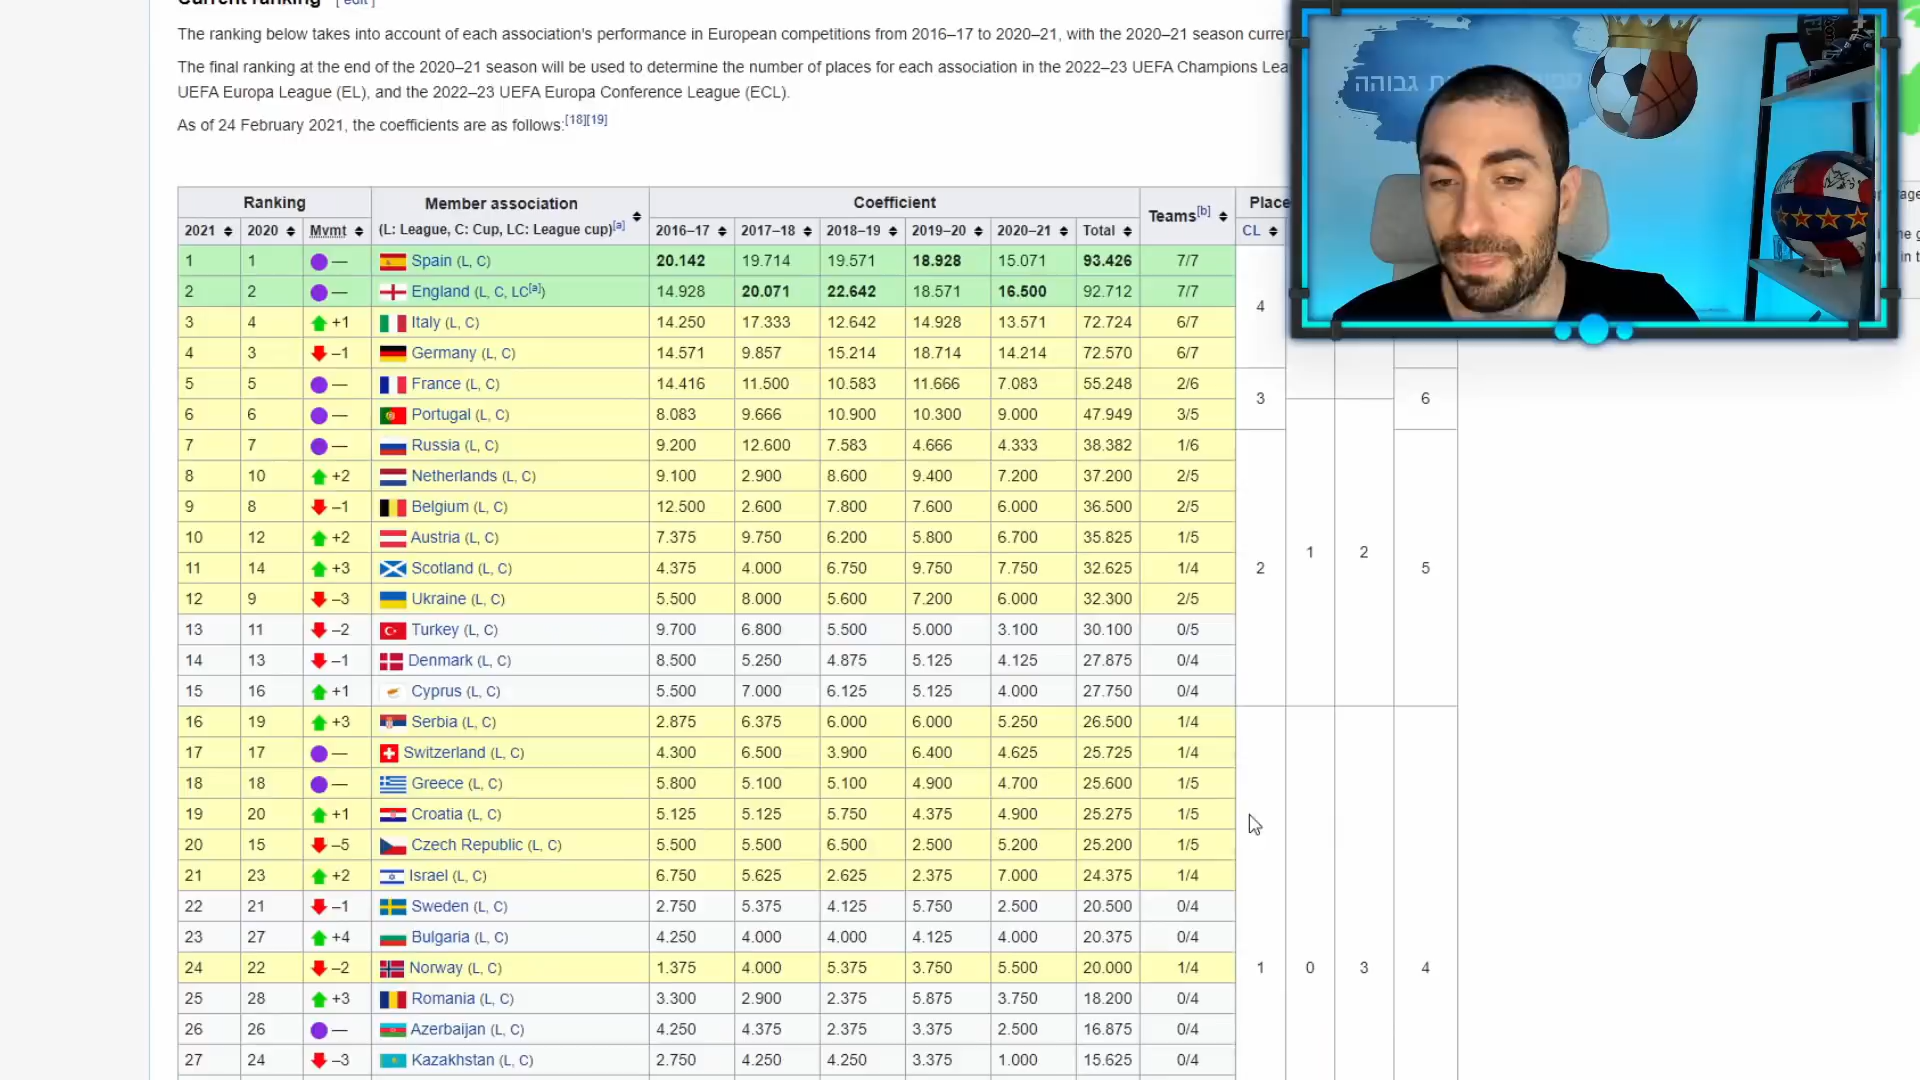 Current ranking [ edit ]
The ranking below takes into account of each association's performance in European competitions from 2016–17 to 2020–21, with the 2020–21 season
The final ranking at the end of the 2020–21 season will be used to determine the number of places for each association in the 2022–23 UEFA Champions
UEFA Europa League (EL), and the 2022–23 UEFA Europa Conference League (ECL).
As of 24 February 2021, the coefficients are as follows:[18][19]
גבוהה
Ranking Member association (L: League, C: Cup, LC: League cup)[a] Coefficient Teams[b]
2021 2020 Mvmt 2016–17 2017–18 2018–19 2019–20 2020–21 Total CL
1 1 — Spain (L, C) 20.142 19.714 19.571 18.928 15.071 93.426 7/7 4
2 2 — England (L, C, LC[a]) 14.928 20.071 22.642 18.571 16.500 92.712 7/7
3 4 +1 Italy (L, C) 14.250 17.333 12.642 14.928 13.571 72.724 6/7
4 3 –1 Germany (L, C) 14.571 9.857 15.214 18.714 14.214 72.570 6/7
5 5 — France (L, C) 14.416 11.500 10.583 11.666 7.083 55.248 2/6 3 6
6 6 — Portugal (L, C) 8.083 9.666 10.900 10.300 9.000 47.949 3/5
7 7 — Russia (L, C) 9.200 12.600 7.583 4.666 4.333 38.382 1/6
8 10 +2 Netherlands (L, C) 9.100 2.900 8.600 9.400 7.200 37.200 2/5
9 8 –1 Belgium (L, C) 12.500 2.600 7.800 7.600 6.000 36.500 2/5
10 12 +2 Austria (L, C) 7.375 9.750 6.200 5.800 6.700 35.825 1/5
11 14 +3 Scotland (L, C) 4.375 4.000 6.750 9.750 7.750 32.625 1/4 2 1 2 5
12 9 –3 Ukraine (L, C) 5.500 8.000 5.600 7.200 6.000 32.300 2/5
13 11 –2 Turkey (L, C) 9.700 6.800 5.500 5.000 3.100 30.100 0/5
14 13 –1 Denmark (L, C) 8.500 5.250 4.875 5.125 4.125 27.875 0/4
15 16 +1 Cyprus (L, C) 5.500 7.000 6.125 5.125 4.000 27.750 0/4
16 19 +3 Serbia (L, C) 2.875 6.375 6.000 6.000 5.250 26.500 1/4
17 17 — Switzerland (L, C) 4.300 6.500 3.900 6.400 4.625 25.725 1/4
18 18 — Greece (L, C) 5.800 5.100 5.100 4.900 4.700 25.600 1/5
19 20 +1 Croatia (L, C) 5.125 5.125 5.750 4.375 4.900 25.275 1/5
20 15 –5 Czech Republic (L, C) 5.500 5.500 6.500 2.500 5.200 25.200 1/5
21 23 +2 Israel (L, C) 6.750 5.625 2.625 2.375 7.000 24.375 1/4
22 21 –1 Sweden (L, C) 2.750 5.375 4.125 5.750 2.500 20.500 0/4
23 27 +4 Bulgaria (L, C) 4.250 4.000 4.000 4.125 4.000 20.375 0/4
24 22 –2 Norway (L, C) 1.375 4.000 5.375 3.750 5.500 20.000 1/4 1 0 3 4
25 28 +3 Romania (L, C) 3.300 2.900 2.375 5.875 3.750 18.200 0/4
26 26 — Azerbaijan (L, C) 4.250 4.375 2.375 3.375 2.500 16.875 0/4
27 24 –3 Kazakhstan (L, C) 2.750 4.250 4.250 3.375 1.000 15.625 0/4